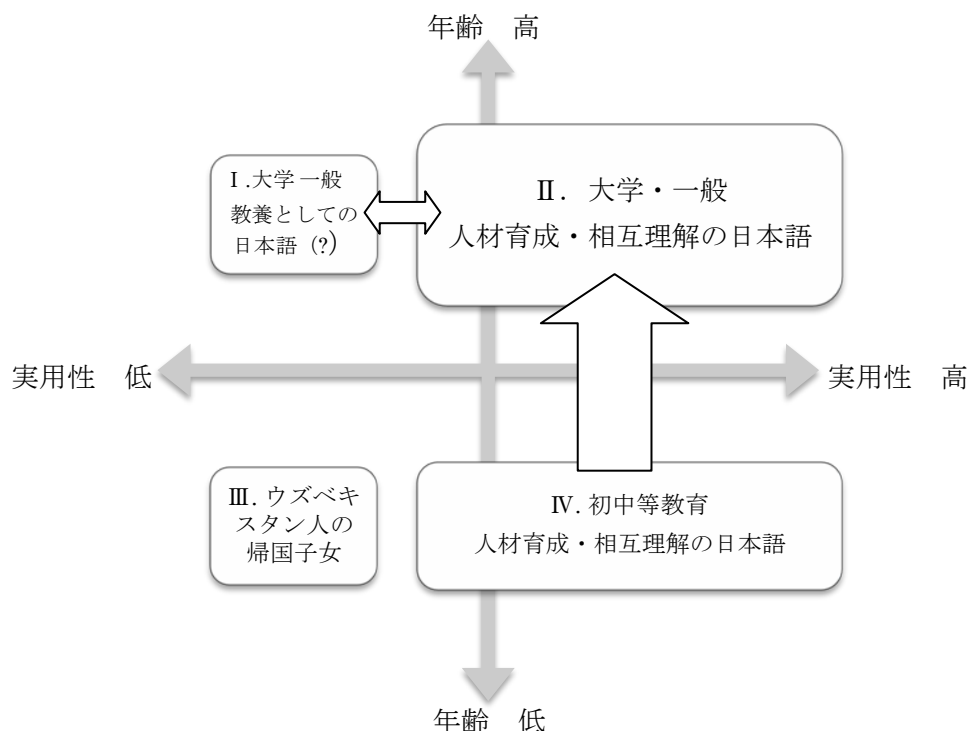 年齢 高
Ⅰ.大学一般
教養としての
日本語 (?)
Ⅱ. 大学・一般
人材育成・相互理解の日本語
実用性 低
実用性 高
Ⅲ. ウズベキ
スタン人の
帰国子女
Ⅳ. 初中等教育
人材育成・相互理解の日本語
年齢 低